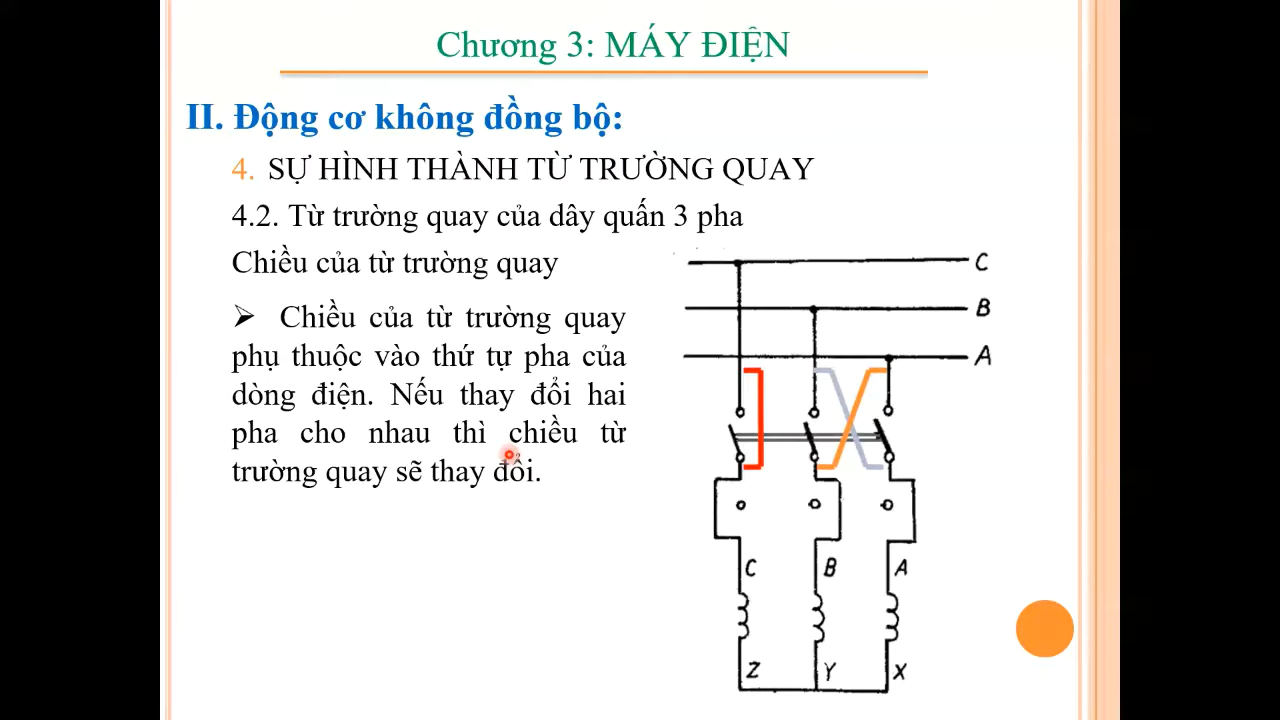 Chương 3: MÁY ĐIỆN
II. Động cơ không đồng bộ:
4. SỰ HÌNH THÀNH TỪ TRƯỜNG QUAY
4.2. Từ trường quay của dây quấn 3 pha
Chiều của từ trường quay
➢ Chiều của từ trường quay
phụ thuộc vào thứ tự pha của
dòng điện. Nếu thay đổi hai
pha cho nhau thì chiều từ
trường quay sẽ thay đổi.
C
B
A
C B A
Z Y X